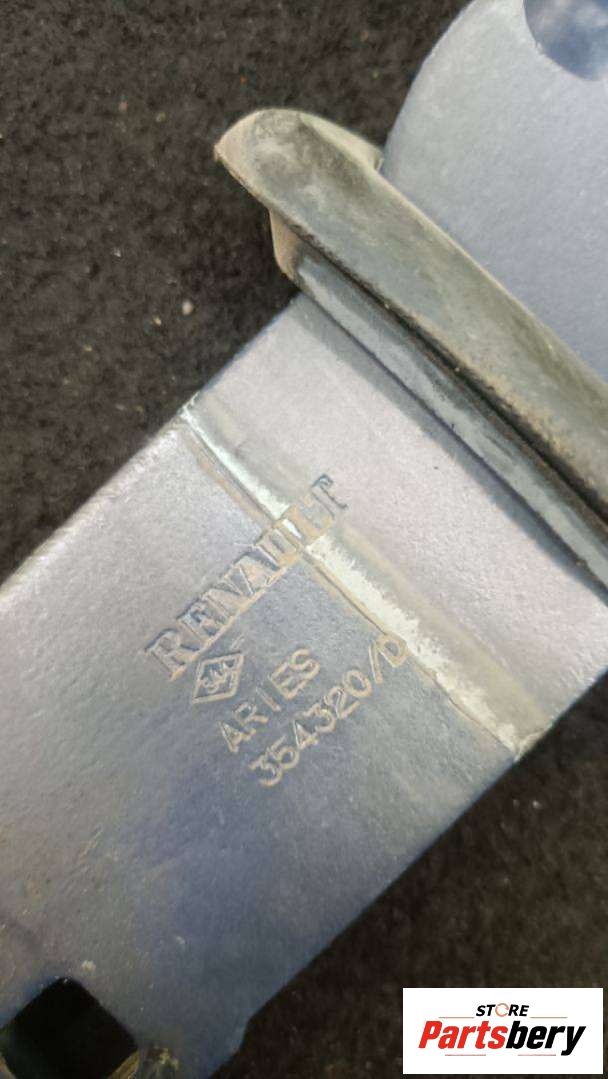 RENAULT
ARIES
354320/D
STORE
Partsbery